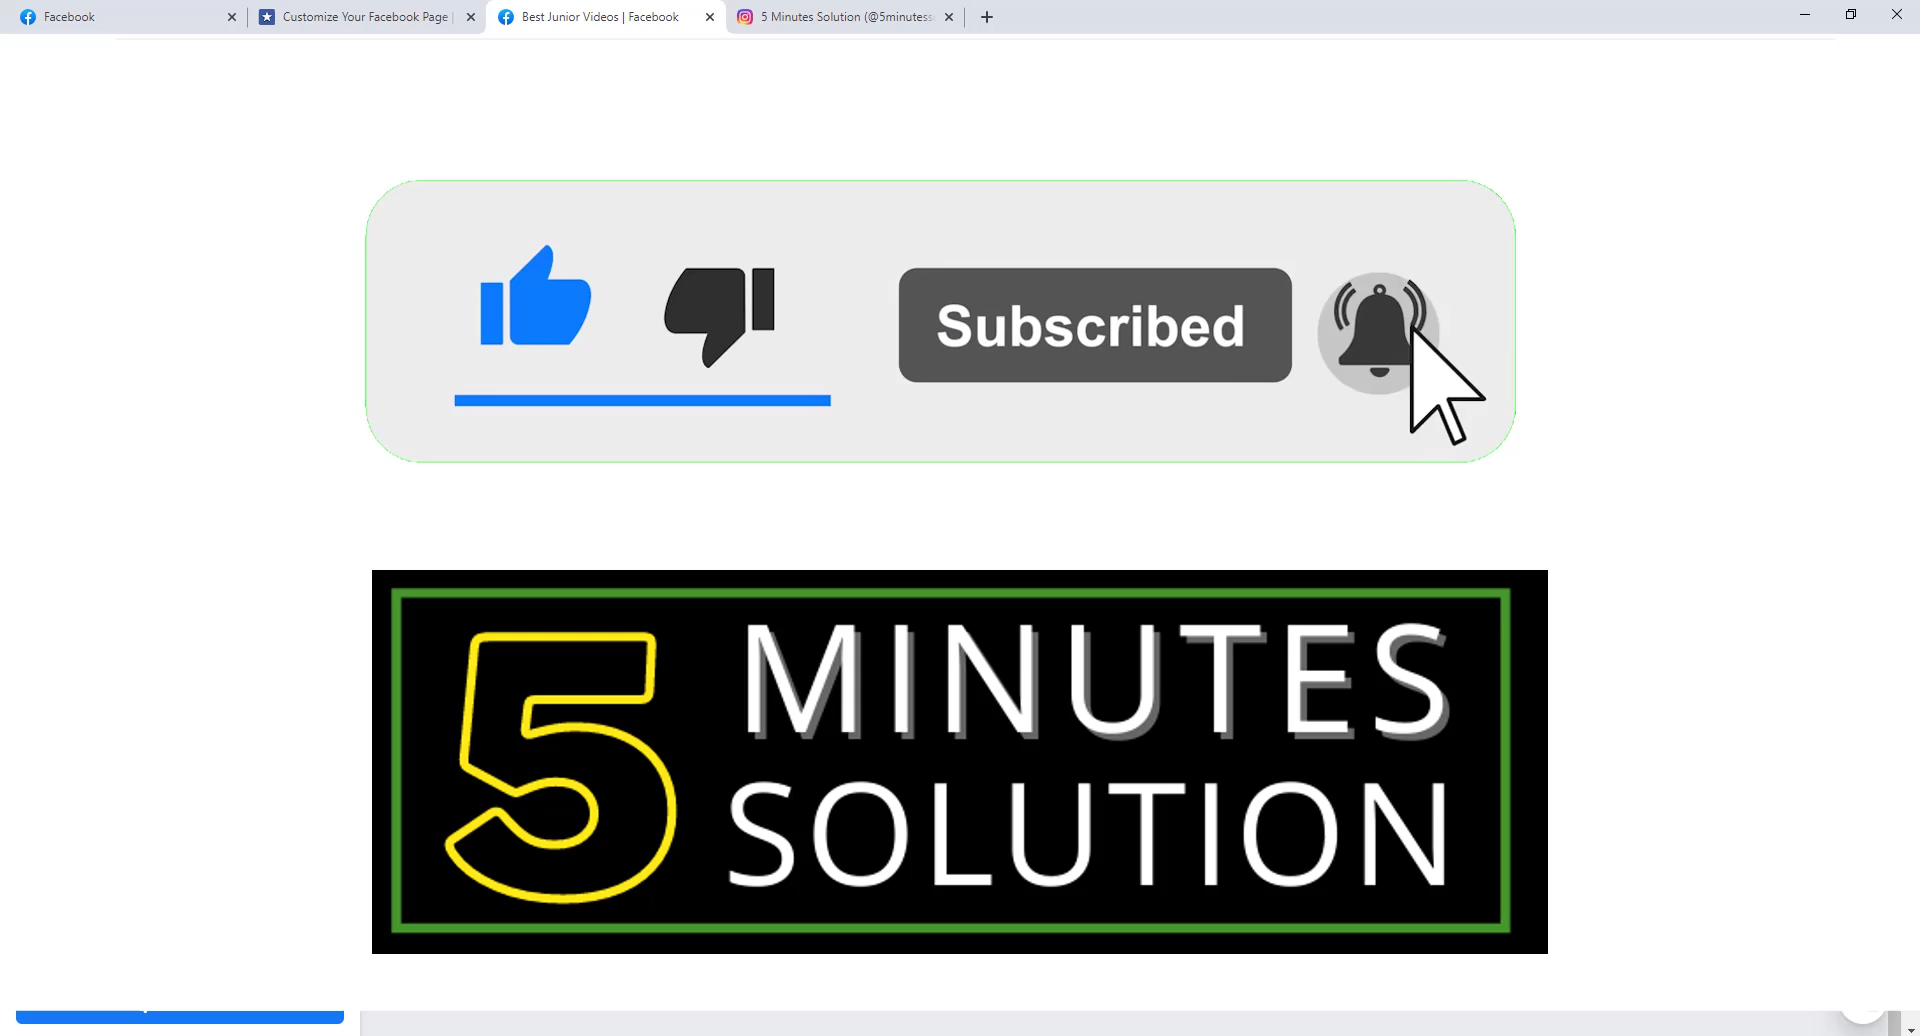 Facebook
Customize Your Facebook Page
Best Junior Videos | Facebook
5 Minutes Solution (@5minutess
Subscribed
5 MINUTES
SOLUTION